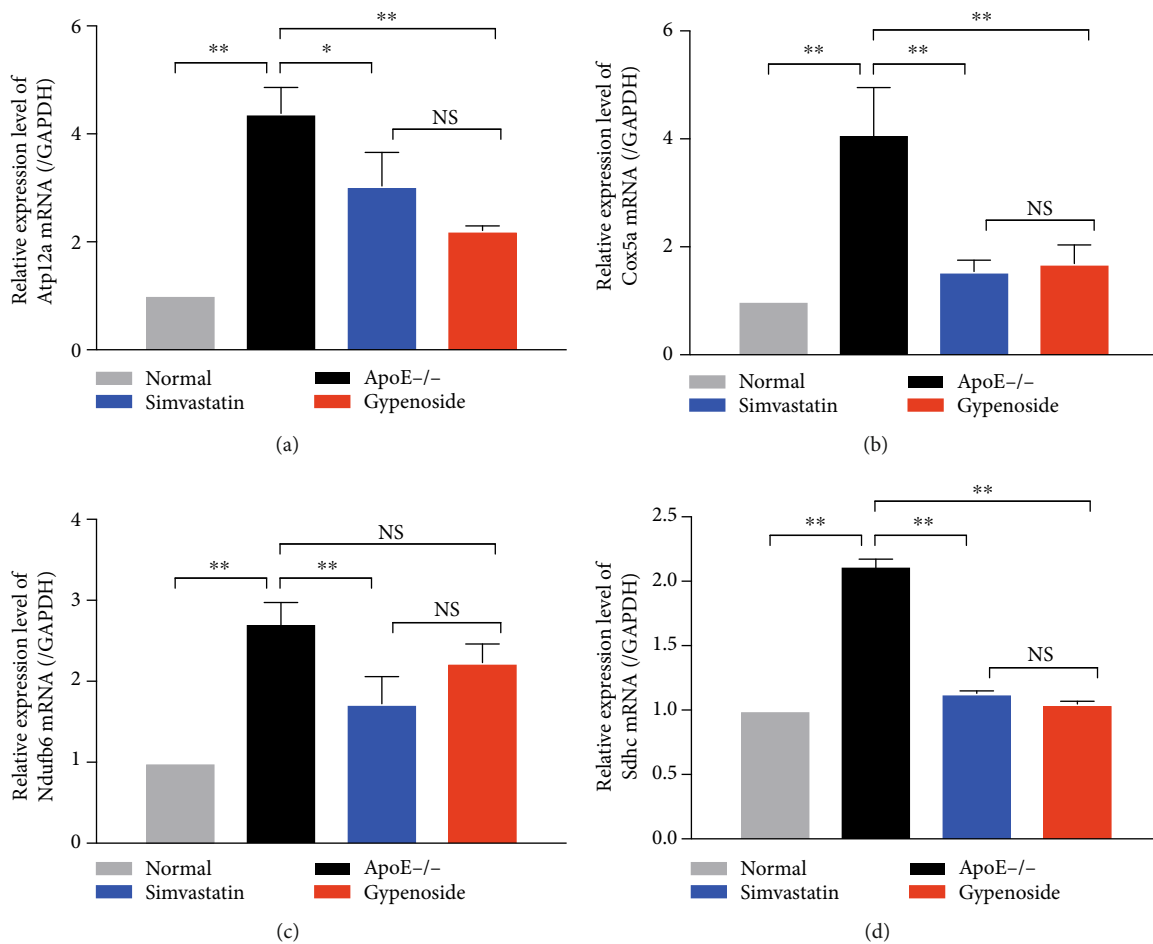 Relative expression level of
Atp12a mRNA (/GAPDH)
6
4
2
0
**
**
*
NS
Normal
ApoE–/–
Simvastatin
Gypenoside
(a)
Relative expression level of
Cox5a mRNA (/GAPDH)
6
4
2
0
**
**
**
NS
Normal
ApoE–/–
Simvastatin
Gypenoside
(b)
Relative expression level of
Ndufb6 mRNA (/GAPDH)
4
3
2
1
0
NS
**
**
NS
Normal
ApoE–/–
Simvastatin
Gypenoside
(c)
Relative expression level of
Sdhc mRNA (/GAPDH)
2.5
2.0
1.5
1.0
0.5
0.0
**
**
**
NS
Normal
ApoE–/–
Simvastatin
Gypenoside
(d)